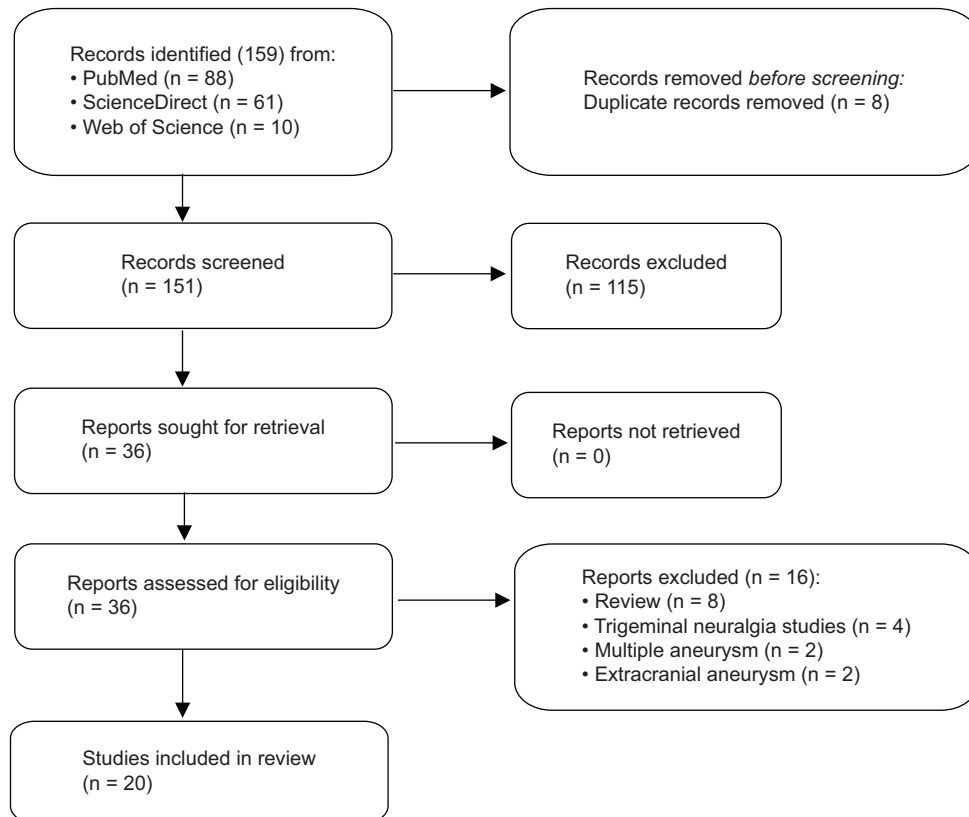 Records identified (159) from:
• PubMed (n = 88)
• ScienceDirect (n = 61)
• Web of Science (n = 10)
Records removed before screening:
Duplicate records removed (n = 8)
Records screened
(n = 151)
Records excluded
(n = 115)
Reports sought for retrieval
(n = 36)
Reports not retrieved
(n = 0)
Reports assessed for eligibility
(n = 36)
Reports excluded (n = 16):
• Review (n = 8)
• Trigeminal neuralgia studies (n = 4)
• Multiple aneurysm (n = 2)
• Extracranial aneurysm (n = 2)
Studies included in review
(n = 20)